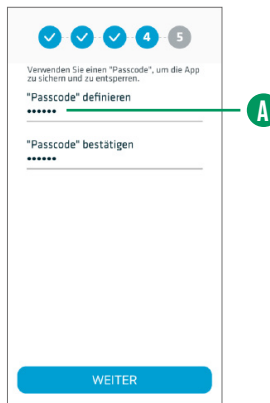 4 5
Verwenden Sie einen "Passcode", um die App
zu sichern und zu entsperren.
"Passcode" definieren
••••••
A
"Passcode" bestätigen
••••••
WEITER